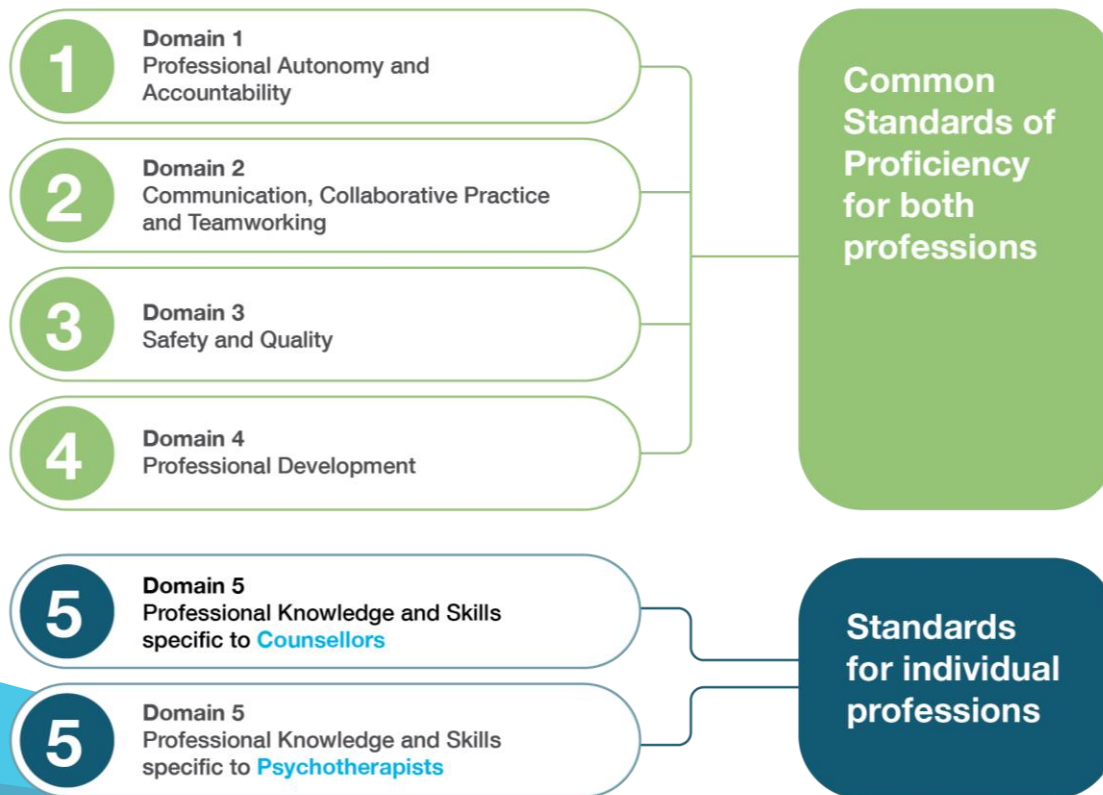 1
Domain 1
Professional Autonomy and
Accountability
2
Domain 2
Communication, Collaborative Practice
and Teamworking
3
Domain 3
Safety and Quality
4
Domain 4
Professional Development
Common
Standards of
Proficiency
for both
professions
5
Domain 5
Professional Knowledge and Skills
specific to Counsellors
5
Domain 5
Professional Knowledge and Skills
specific to Psychotherapists
Standards
for individual
professions